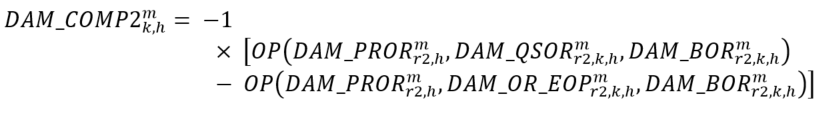 DAM_COMP2^m_{k,h} = −1
× [OP(DAM_PROR^m_{r2,h}, DAM_QSOR^m_{r2,k,h}, DAM_BOR^m_{r2,k,h})
− OP(DAM_PROR^m_{r2,h}, DAM_OR_EOP^m_{r2,k,h}, DAM_BOR^m_{r2,k,h})]